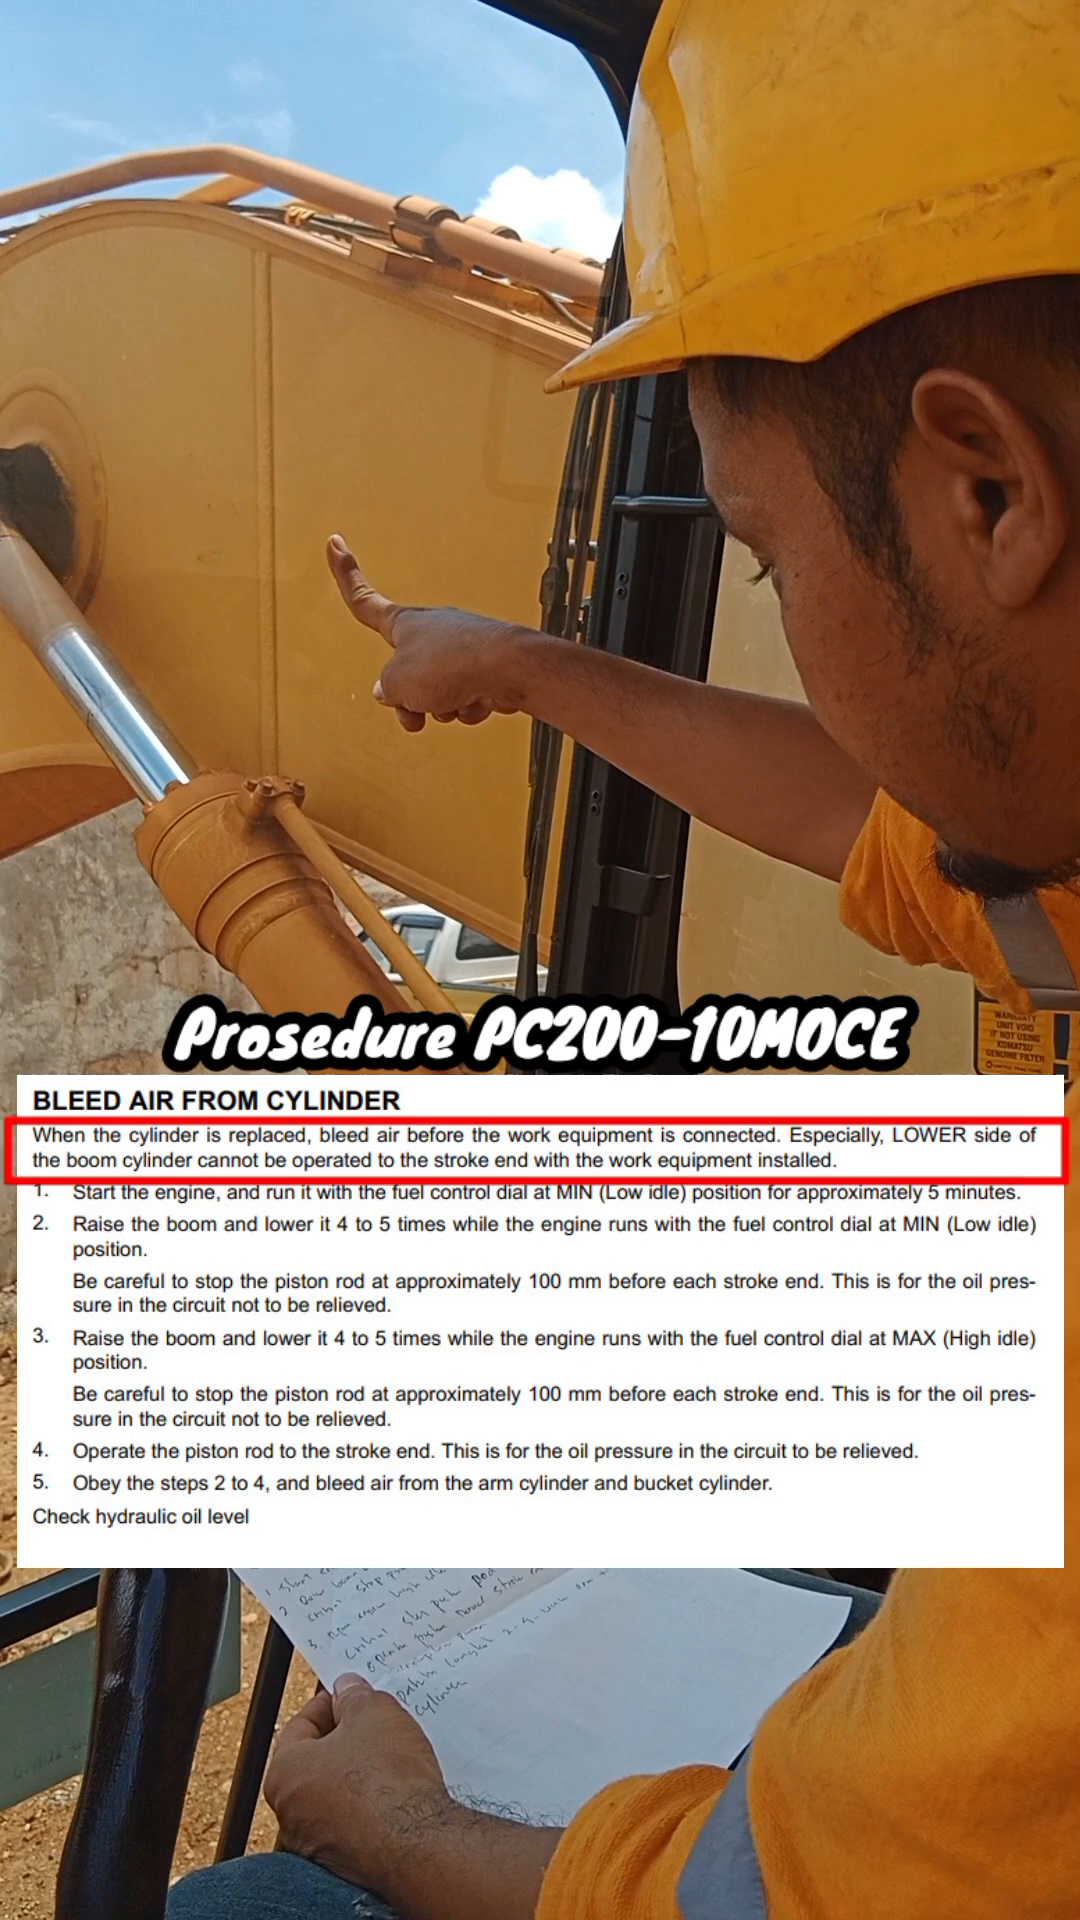 WARRANTY
UNIT VOID
IF NOT USING
KOMATSU
GENUINE FILTER
Prosedure PC200-10M0CE
BLEED AIR FROM CYLINDER
When the cylinder is replaced, bleed air before the work equipment is connected. Especially, LOWER side of
the boom cylinder cannot be operated to the stroke end with the work equipment installed.
1. Start the engine, and run it with the fuel control dial at MIN (Low idle) position for approximately 5 minutes.
2. Raise the boom and lower it 4 to 5 times while the engine runs with the fuel control dial at MIN (Low idle)
position.
Be careful to stop the piston rod at approximately 100 mm before each stroke end. This is for the oil pres-
sure in the circuit not to be relieved.
3. Raise the boom and lower it 4 to 5 times while the engine runs with the fuel control dial at MAX (High idle)
position.
Be careful to stop the piston rod at approximately 100 mm before each stroke end. This is for the oil pres-
sure in the circuit not to be relieved.
4. Operate the piston rod to the stroke end. This is for the oil pressure in the circuit to be relieved.
5. Obey the steps 2 to 4, and bleed air from the arm cylinder and bucket cylinder.
Check hydraulic oil level
cylinder